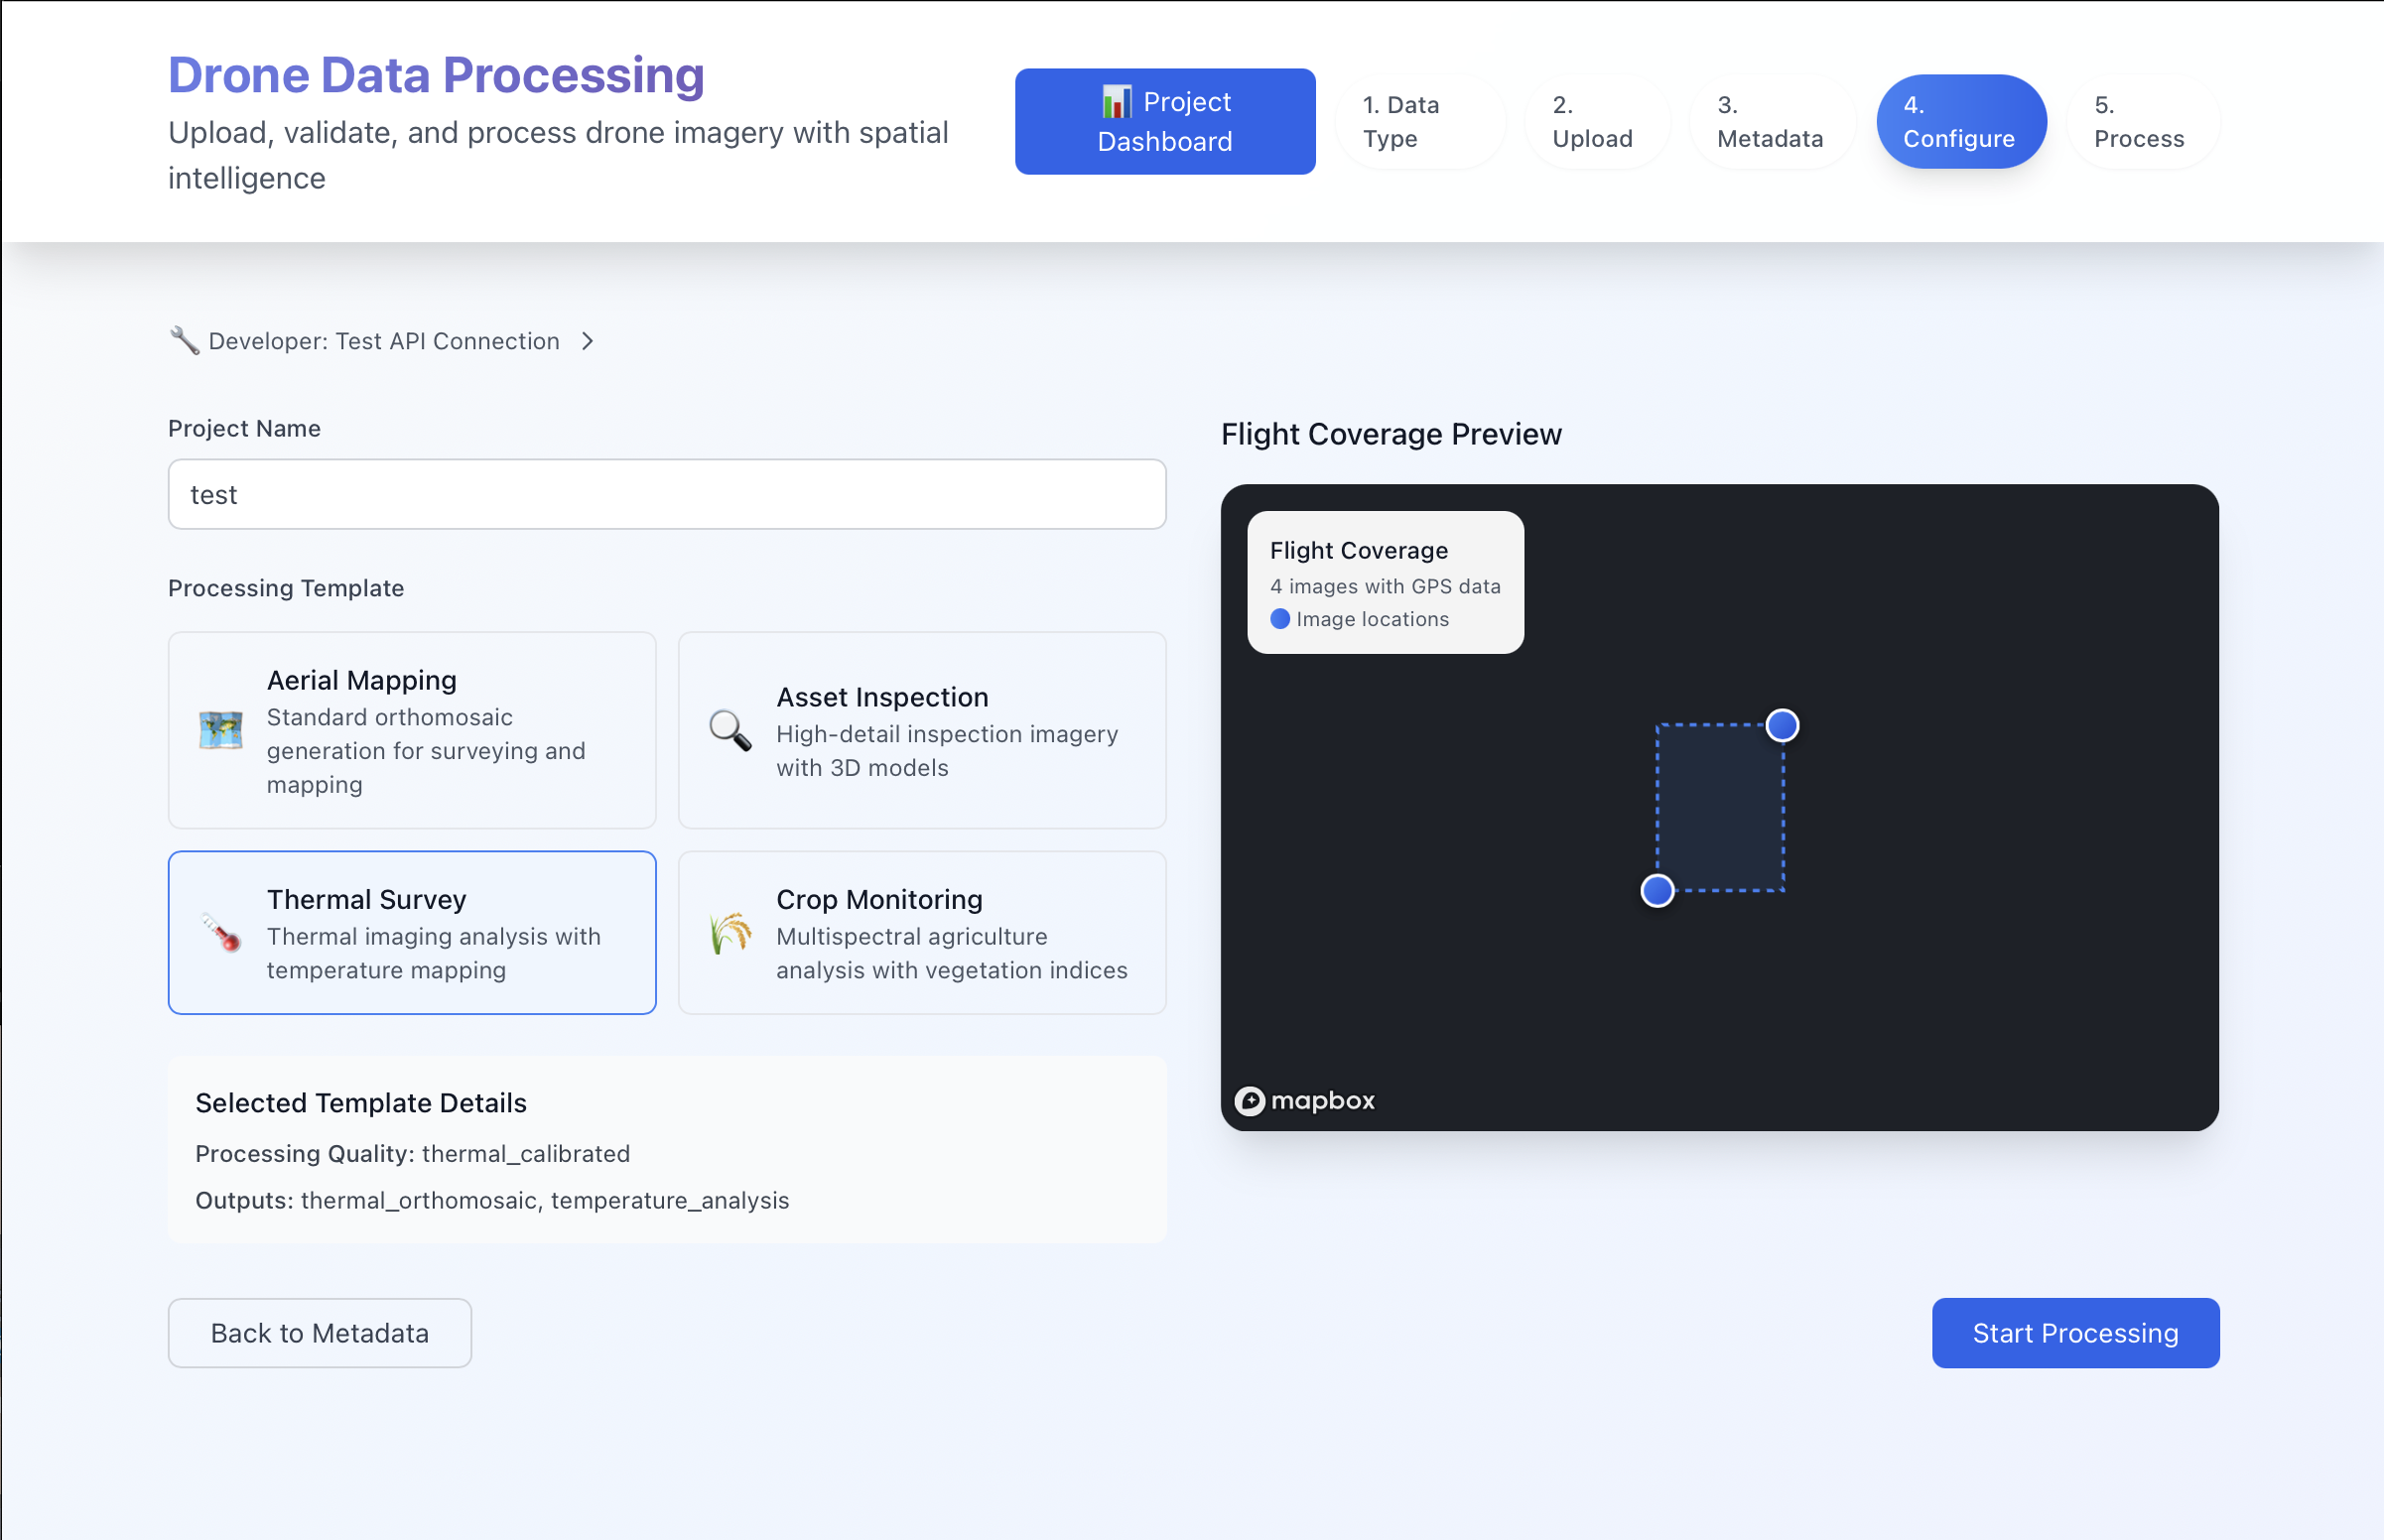 Drone Data Processing
Upload, validate, and process drone imagery with spatial
intelligence
Project
Dashboard
1. Data
Type
2.
Upload
3.
Metadata
4.
Configure
5.
Process
Developer: Test API Connection
Project Name
test
Processing Template
Aerial Mapping
Standard orthomosaic
generation for surveying and
mapping
Asset Inspection
High-detail inspection imagery
with 3D models
Thermal Survey
Thermal imaging analysis with
temperature mapping
Crop Monitoring
Multispectral agriculture
analysis with vegetation indices
Selected Template Details
Processing Quality: thermal_calibrated
Outputs: thermal_orthomosaic, temperature_analysis
Flight Coverage Preview
Flight Coverage
4 images with GPS data
Image locations
mapbox
Back to Metadata
Start Processing